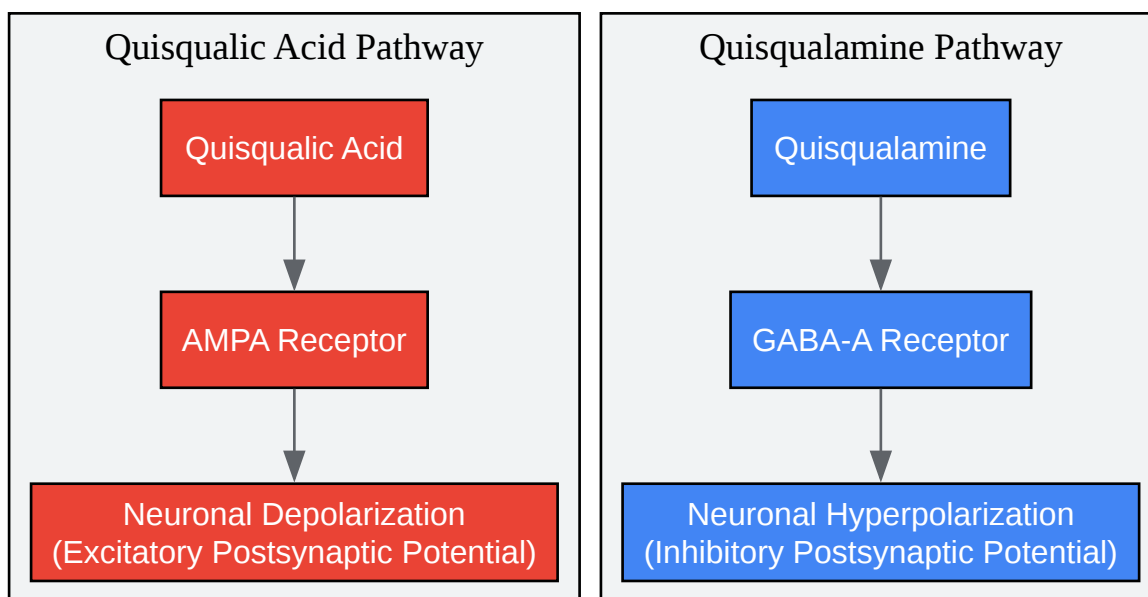 Quisqualic Acid Pathway
Quisqualic Acid
AMPA Receptor
Neuronal Depolarization
(Excitatory Postsynaptic Potential)
Quisqualamine Pathway
Quisqualamine
GABA-A Receptor
Neuronal Hyperpolarization
(Inhibitory Postsynaptic Potential)